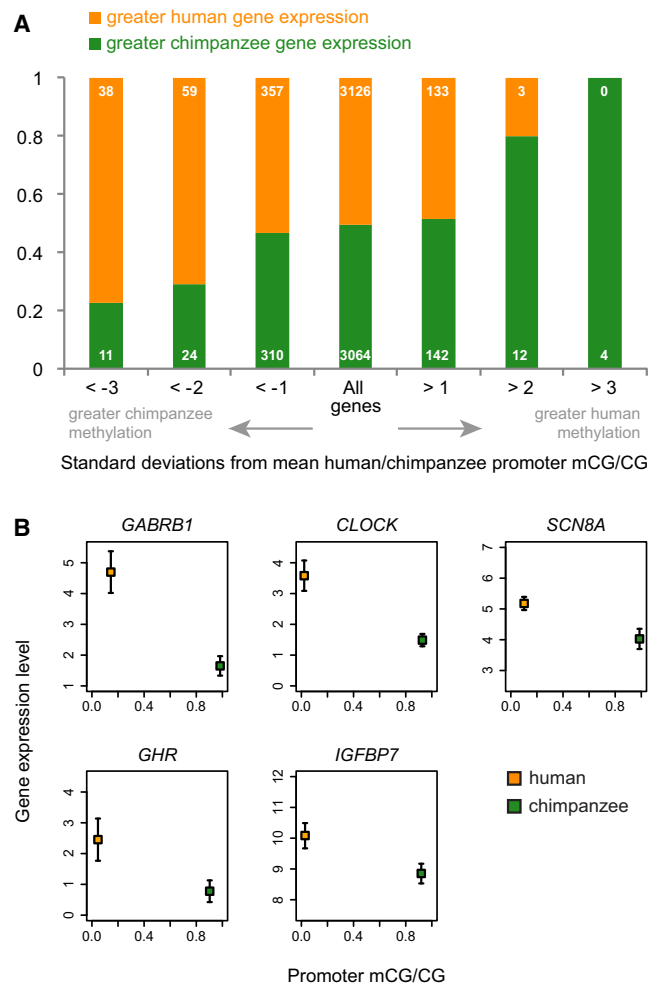 A
greater human gene expression
greater chimpanzee gene expression
1
0.8
0.6
0.4
0.2
0
38 59 357 3126 133 3 0
11 24 310 3064 142 12 4
< -3 < -2 < -1 All genes > 1 > 2 > 3
greater chimpanzee methylation
greater human methylation
Standard deviations from mean human/chimpanzee promoter mCG/CG
B
Gene expression level
GABRB1
5
4
3
2
1
0.0 0.4 0.8
CLOCK
4
3
2
1
0
0.0 0.4 0.8
SCN8A
7
6
5
4
3
0.0 0.4 0.8
GHR
4
3
2
1
0
0.0 0.4 0.8
IGFBP7
12
11
10
9
8
0.0 0.4 0.8
human
chimpanzee
Promoter mCG/CG